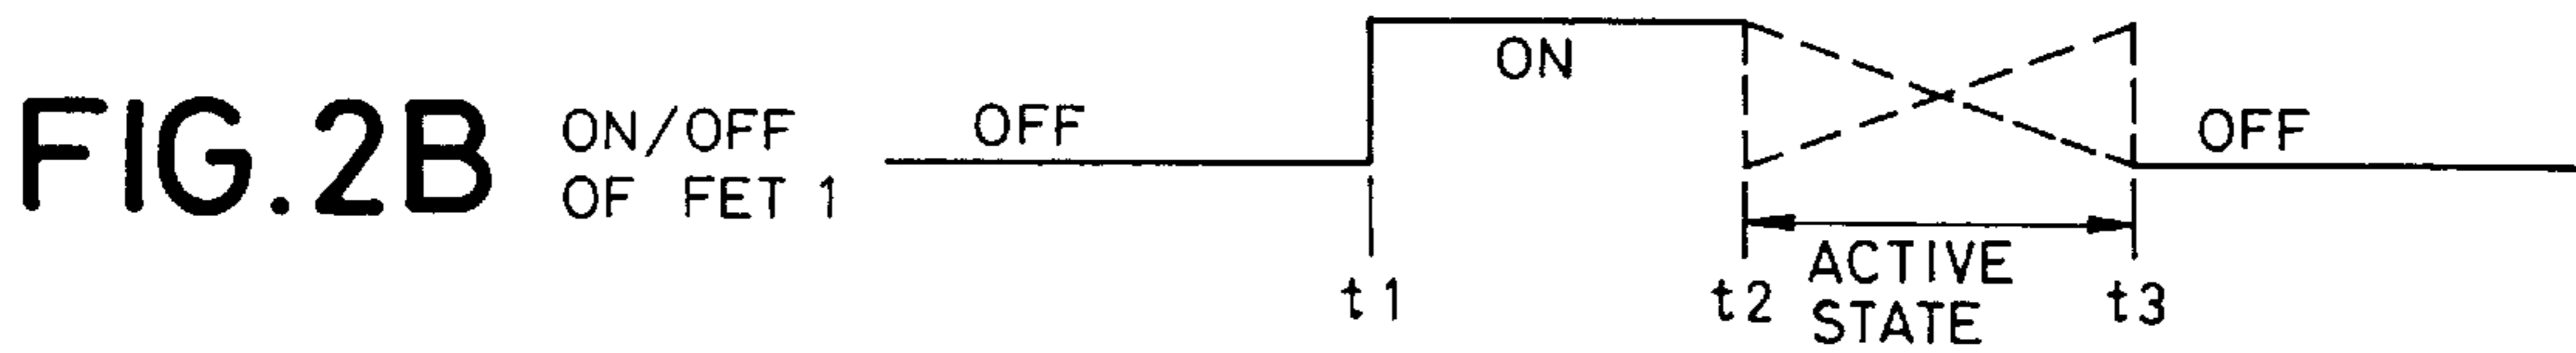 FIG.2B
ON/OFF
OF FET 1
OFF
ON
OFF
t1
t2
ACTIVE
STATE
t3